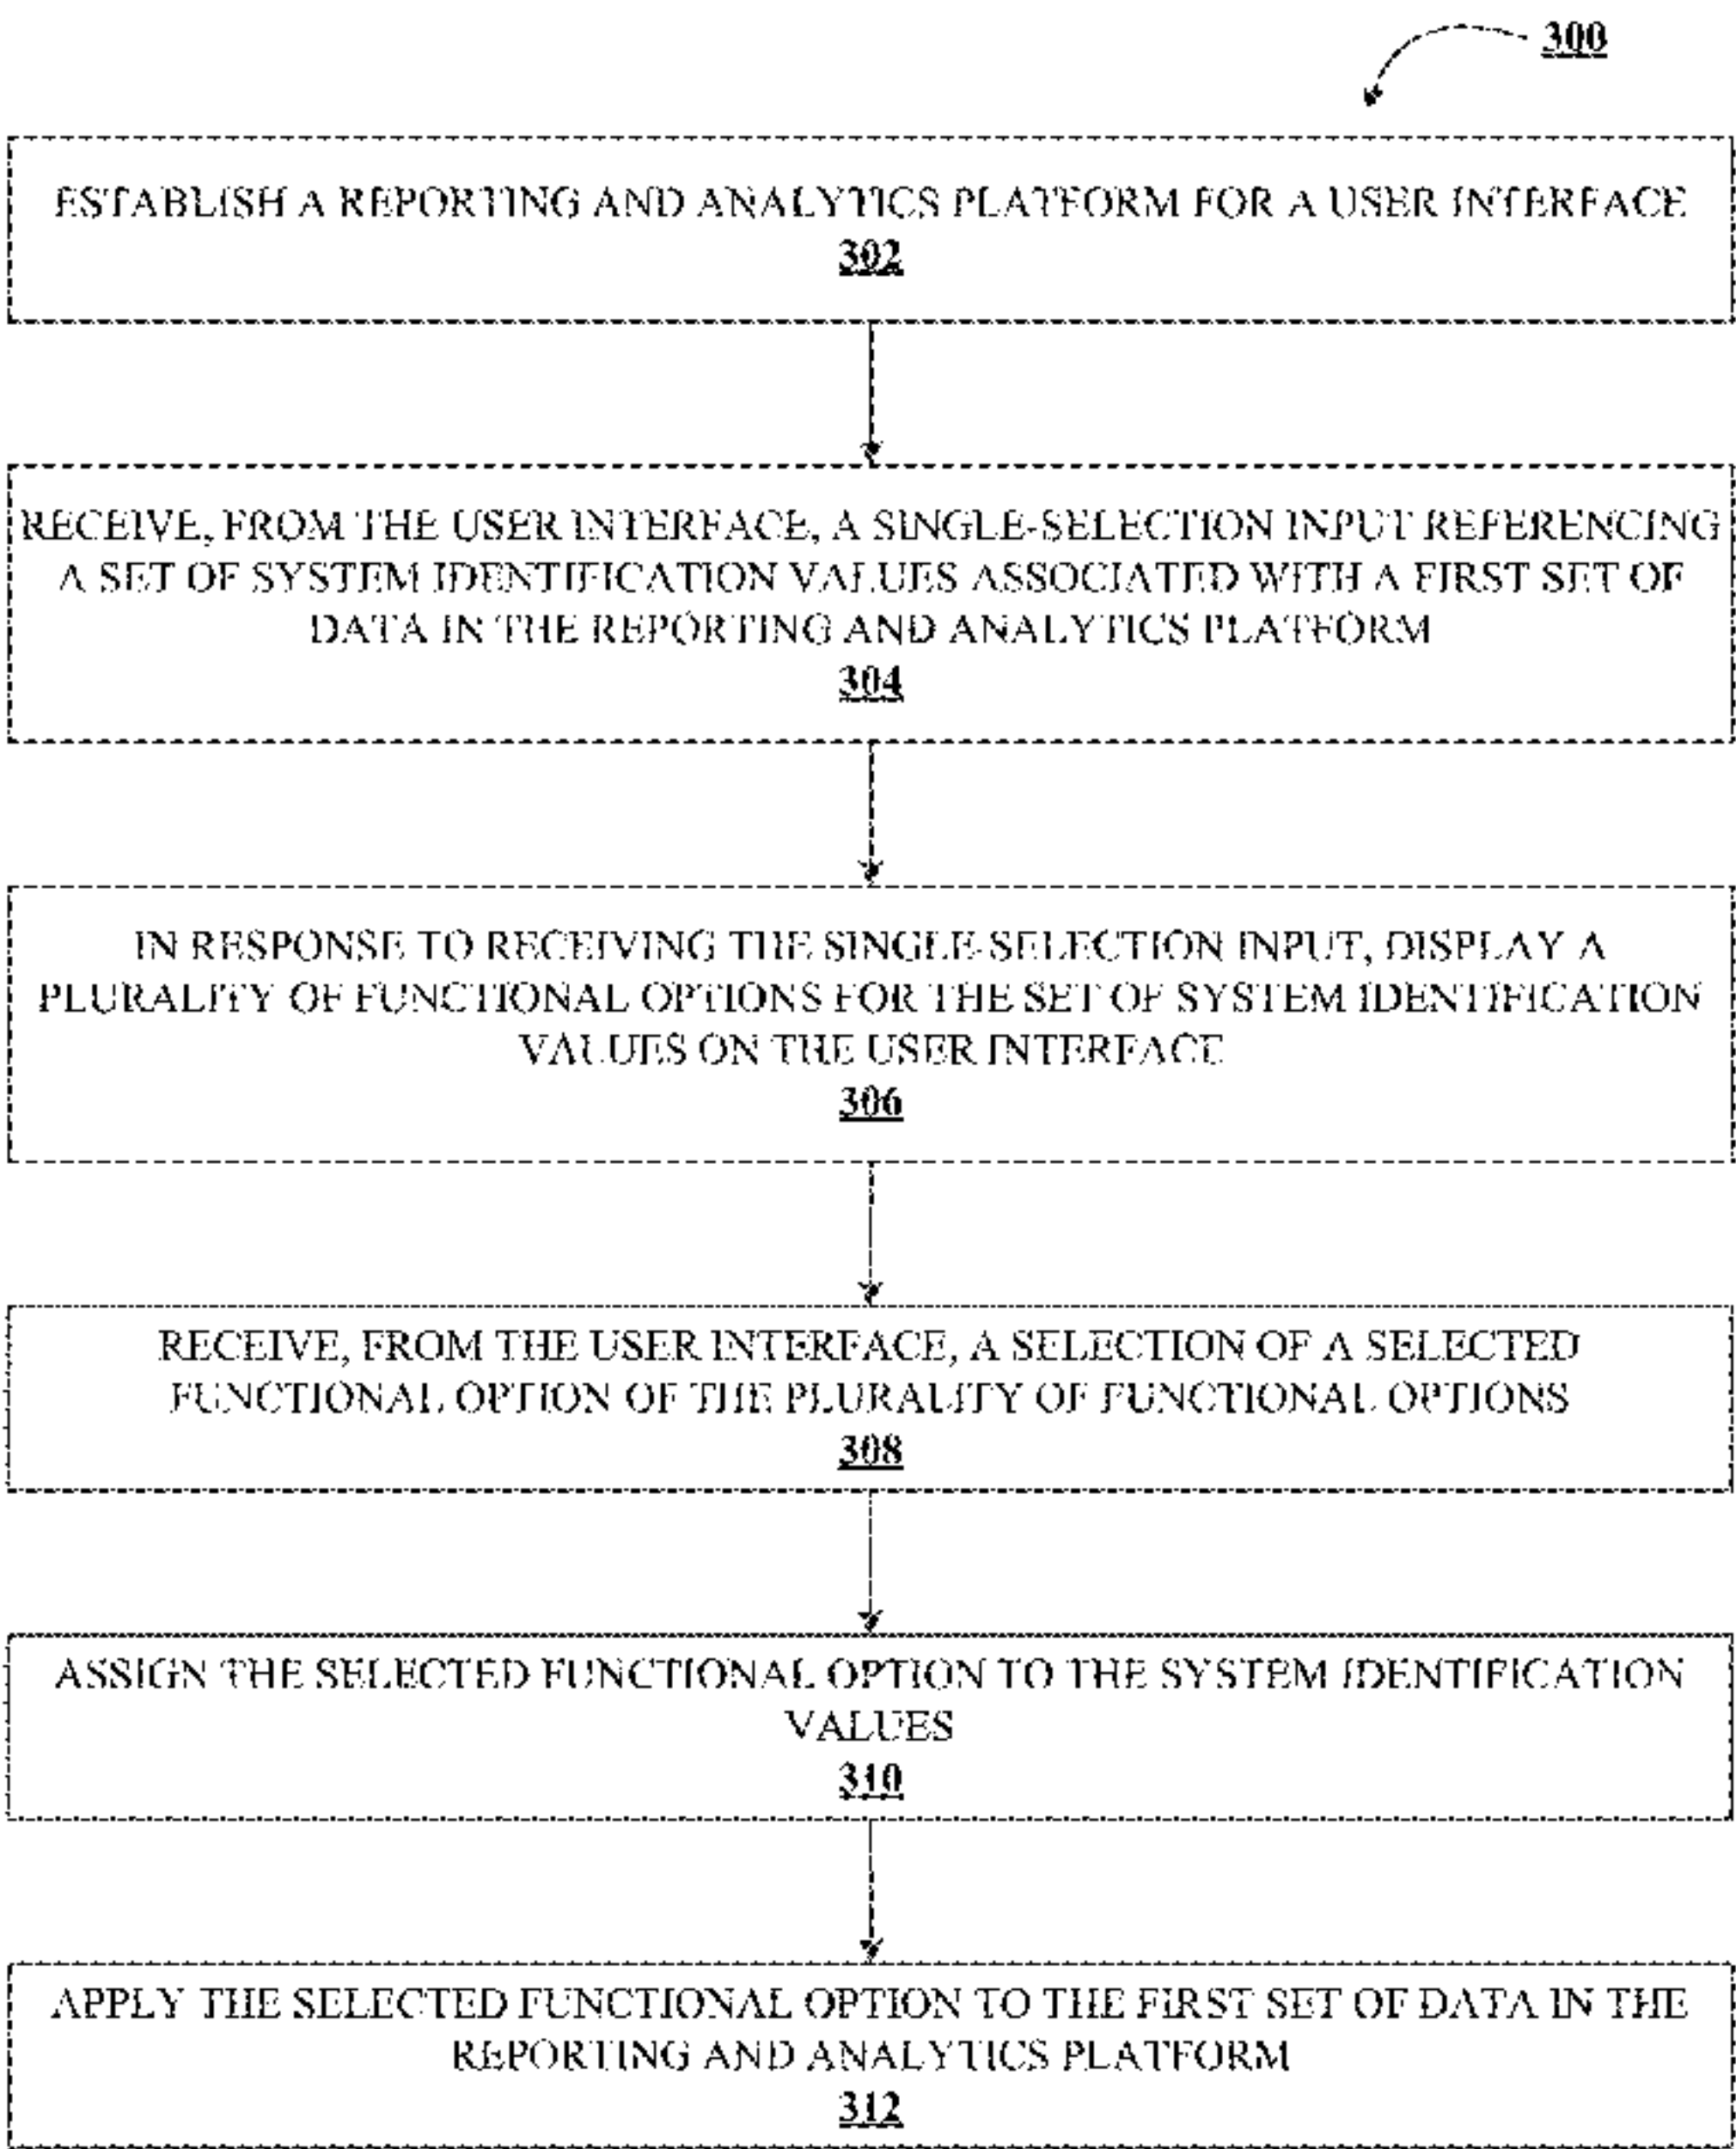 300
ESTABLISH A REPORTING AND ANALYTICS PLATFORM FOR A USER INTERFACE
302
RECEIVE, FROM THE USER INTERFACE, A SINGLE-SELECTION INPUT REFERENCING
A SET OF SYSTEM IDENTIFICATION VALUES ASSOCIATED WITH A FIRST SET OF
DATA IN THE REPORTING AND ANALYTICS PLATFORM
304
IN RESPONSE TO RECEIVING THE SINGLE-SELECTION INPUT, DISPLAY A
PLURALITY OF FUNCTIONAL OPTIONS FOR THE SET OF SYSTEM IDENTIFICATION
VALUES ON THE USER INTERFACE
306
RECEIVE, FROM THE USER INTERFACE, A SELECTION OF A SELECTED
FUNCTIONAL OPTION OF THE PLURALITY OF FUNCTIONAL OPTIONS
308
ASSIGN THE SELECTED FUNCTIONAL OPTION TO THE SYSTEM IDENTIFICATION
VALUES
310
APPLY THE SELECTED FUNCTIONAL OPTION TO THE FIRST SET OF DATA IN THE
REPORTING AND ANALYTICS PLATFORM
312